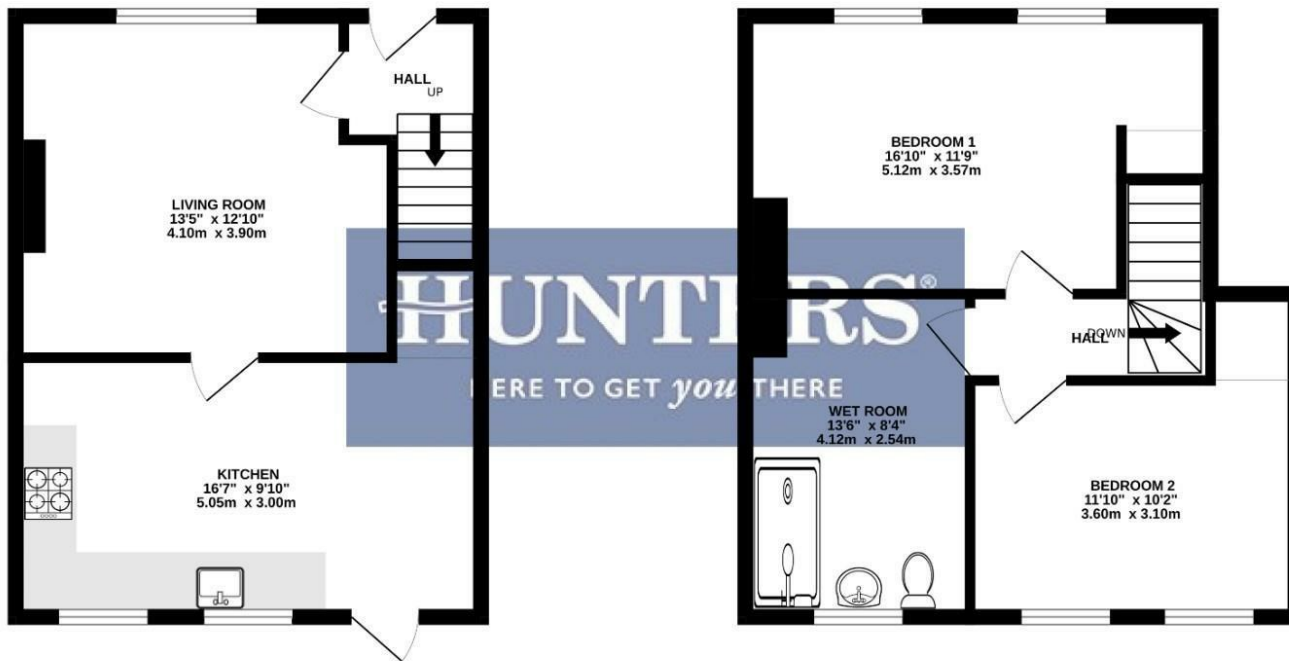 HALL
UP
LIVING ROOM
13'5" x 12'10"
4.10m x 3.90m
KITCHEN
16'7" x 9'10"
5.05m x 3.00m
BEDROOM 1
16'10" x 11'9"
5.12m x 3.57m
HUNTERS®
HERE TO GET you THERE
DOWN
HALL
WET ROOM
13'6" x 8'4"
4.12m x 2.54m
BEDROOM 2
11'10" x 10'2"
3.60m x 3.10m